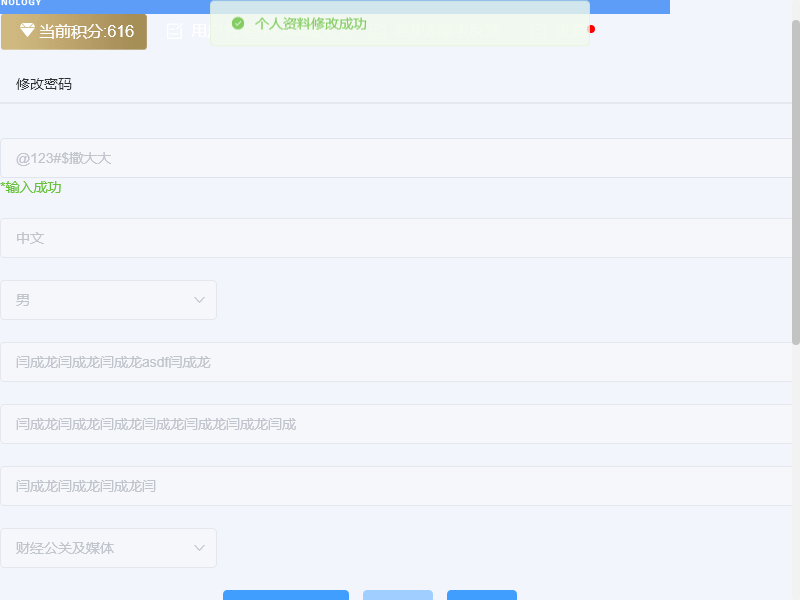 NOLOGY
个人资料修改成功
当前积分:616
用
修改密码
@123#$撒大大
*输入成功
中文
男
闫成龙闫成龙闫成龙asdf闫成龙
闫成龙闫成龙闫成龙闫成龙闫成龙闫成龙闫成
闫成龙闫成龙闫成龙闫
财经公关及媒体